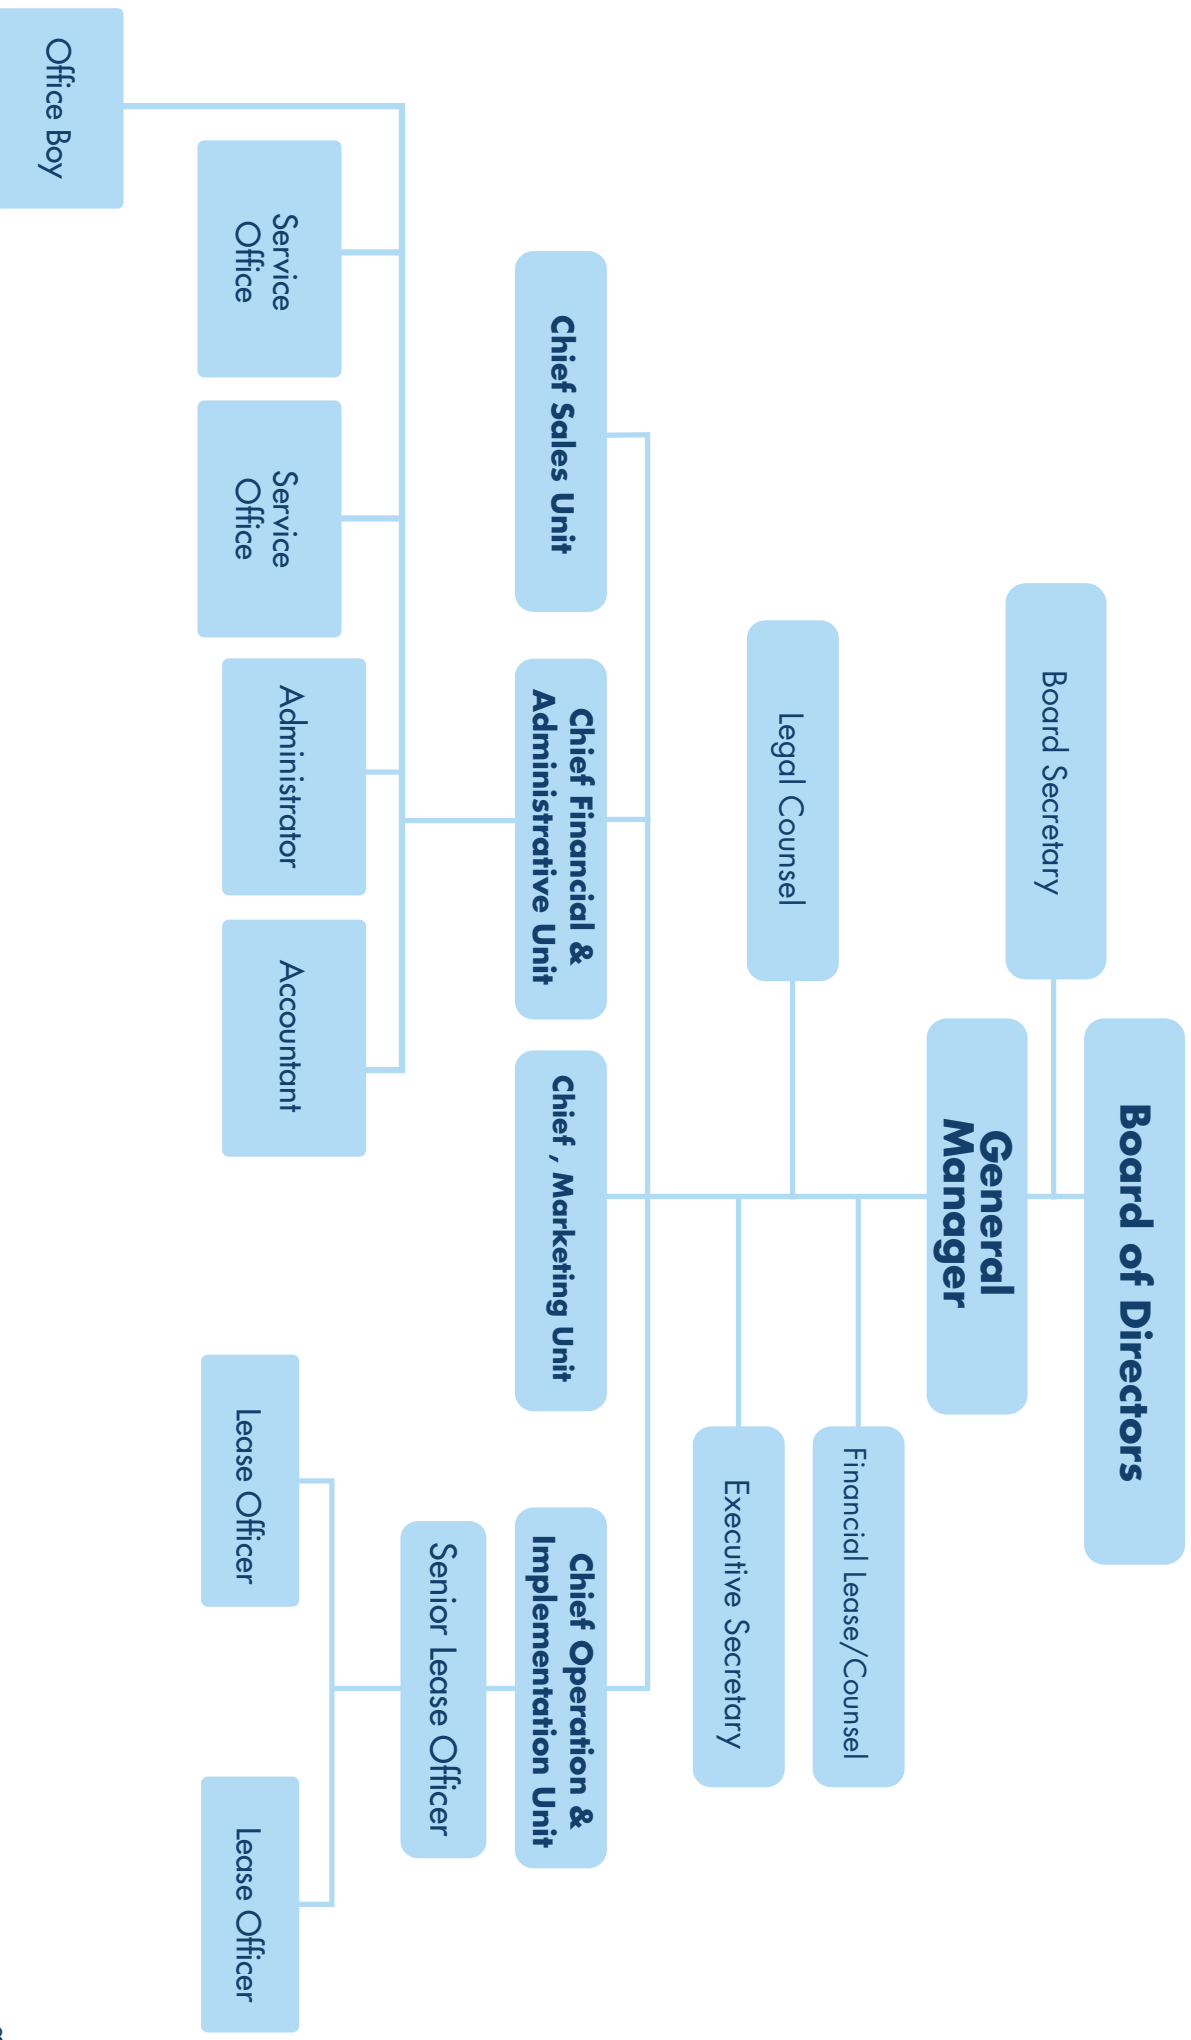 Board of Directors
Board Secretary
General
Manager
Financial Lease/Counsel
Legal Counsel
Executive Secretary
Chief Sales Unit
Chief Financial &
Administrative Unit
Chief , Marketing Unit
Chief Operation &
Implementation Unit
Senior Lease Officer
Service
Office
Service
Office
Administrator
Accountant
Lease Officer
Lease Officer
Office Boy